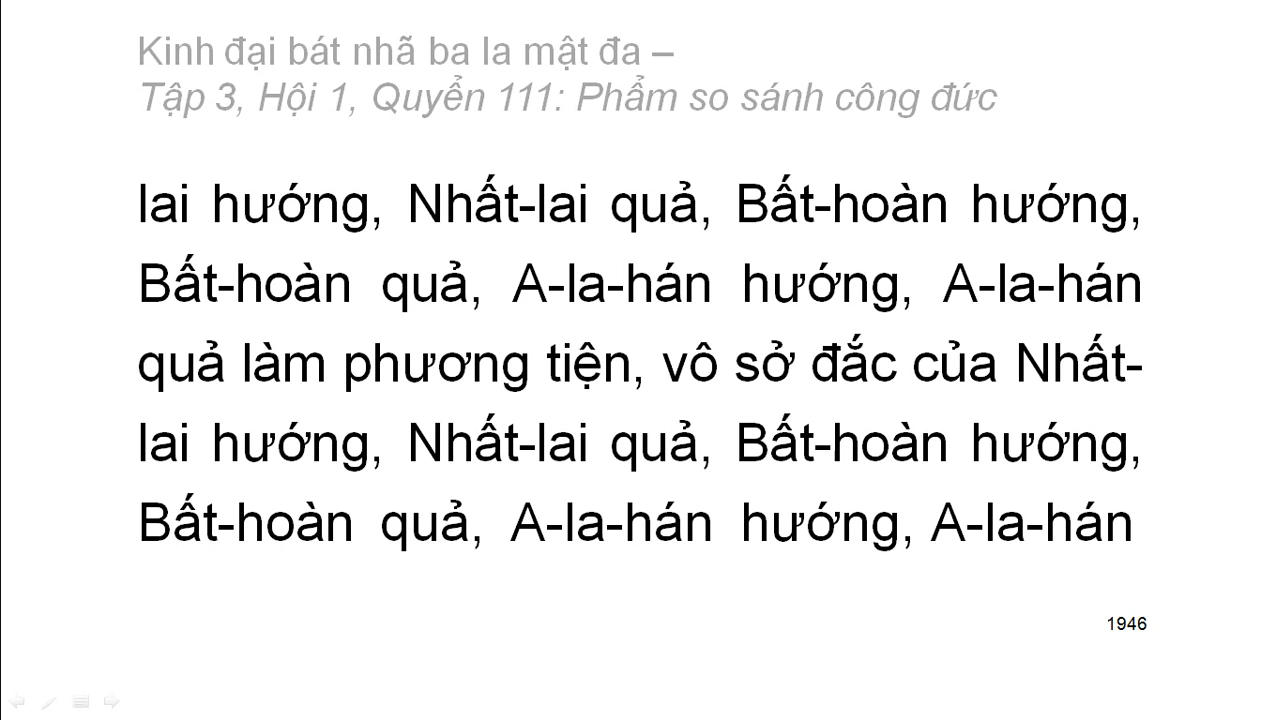 Kinh đại bát nhã ba la mật đa –
Tập 3, Hội 1, Quyển 111: Phẩm so sánh công đức
lai hướng, Nhất-lai quả, Bất-hoàn hướng,
Bất-hoàn quả, A-la-hán hướng, A-la-hán
quả làm phương tiện, vô sở đắc của Nhất-
lai hướng, Nhất-lai quả, Bất-hoàn hướng,
Bất-hoàn quả, A-la-hán hướng, A-la-hán
1946